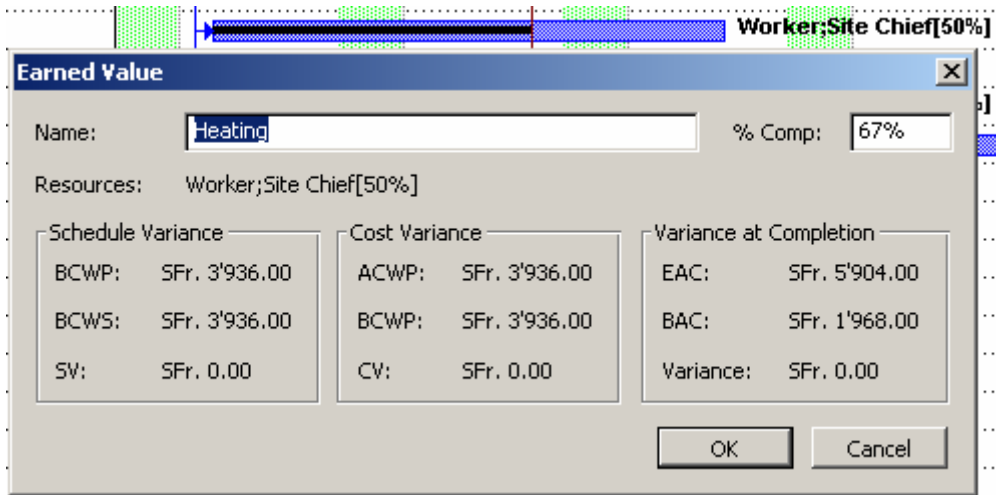 Worker;Site Chief[50%]
Earned Value
Name: Heating % Comp: 67%
Resources: Worker;Site Chief[50%]
Schedule Variance Cost Variance Variance at Completion
BCWP: SFr. 3'936.00 ACWP: SFr. 3'936.00 EAC: SFr. 5'904.00
BCWS: SFr. 3'936.00 BCWP: SFr. 3'936.00 BAC: SFr. 1'968.00
SV: SFr. 0.00 CV: SFr. 0.00 Variance: SFr. 0.00
OK Cancel